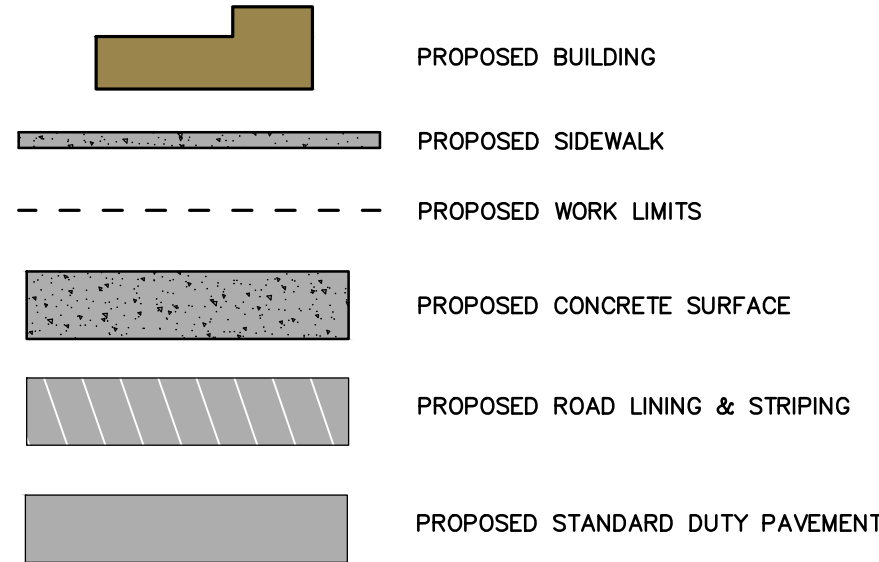 PROPOSED BUILDING
PROPOSED SIDEWALK
PROPOSED WORK LIMITS
PROPOSED CONCRETE SURFACE
PROPOSED ROAD LINING & STRIPING
PROPOSED STANDARD DUTY PAVEMENT